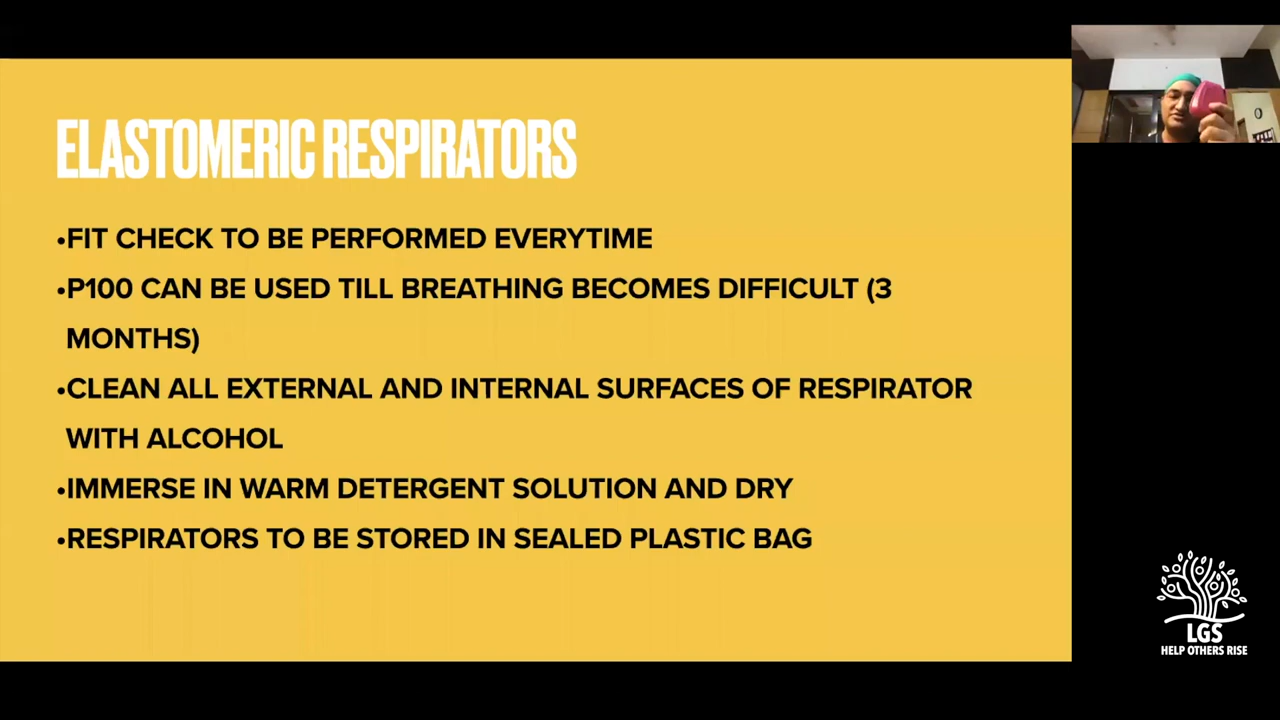 ELASTOMERIC RESPIRATORS
•FIT CHECK TO BE PERFORMED EVERYTIME
•P100 CAN BE USED TILL BREATHING BECOMES DIFFICULT (3
MONTHS)
•CLEAN ALL EXTERNAL AND INTERNAL SURFACES OF RESPIRATOR
WITH ALCOHOL
•IMMERSE IN WARM DETERGENT SOLUTION AND DRY
•RESPIRATORS TO BE STORED IN SEALED PLASTIC BAG
LGS
HELP OTHERS RISE